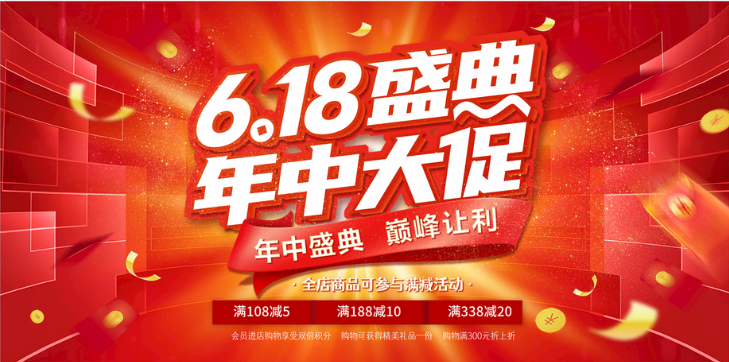 6.18盛典
年中大促
年中盛典 巅峰让利
·全店商品可参与满减活动·
满108减5 满188减10 满338减20
会员进店购物享受双倍积分 购物可获得精美礼品一份 购物满300元折上折